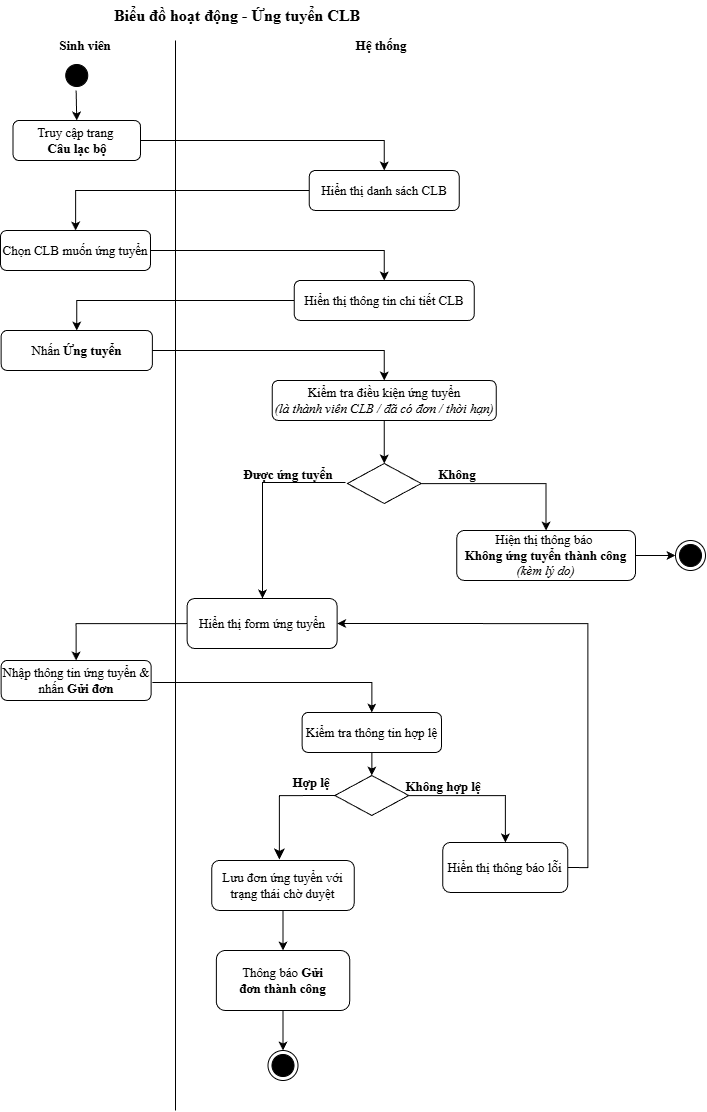 Biểu đồ hoạt động - Ứng tuyển CLB
Sinh viên
Hệ thống
Truy cập trang
Câu lạc bộ
Hiển thị danh sách CLB
Chọn CLB muốn ứng tuyển
Hiển thị thông tin chi tiết CLB
Nhấn Ứng tuyển
Kiểm tra điều kiện ứng tuyển
(là thành viên CLB / đã có đơn / thời hạn)
Được ứng tuyển
Không
Hiện thị thông báo
Không ứng tuyển thành công
(kèm lý do)
Hiển thị form ứng tuyển
Nhập thông tin ứng tuyển &
nhấn Gửi đơn
Kiểm tra thông tin hợp lệ
Hợp lệ
Không hợp lệ
Hiển thị thông báo lỗi
Lưu đơn ứng tuyển với
trạng thái chờ duyệt
Thông báo Gửi
đơn thành công